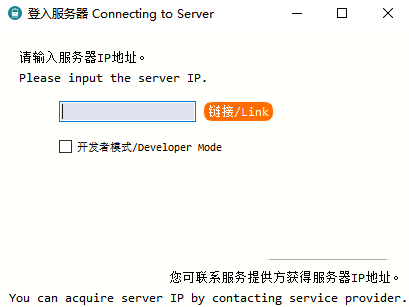 登入服务器 Connecting to Server
请输入服务器IP地址。
Please input the server IP.
链接/Link
开发者模式/Developer Mode
您可联系服务提供方获得服务器IP地址。
You can acquire server IP by contacting service provider.